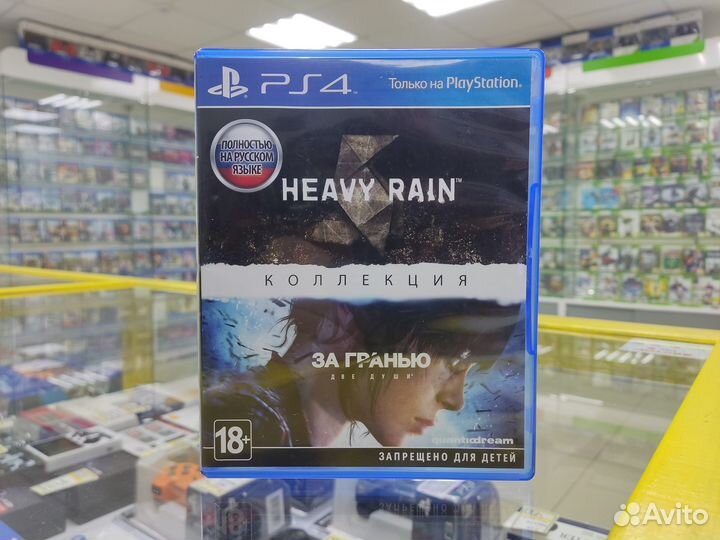 PS4
Только на PlayStation®
ПОЛНОСТЬЮ
НА РУССКОМ
ЯЗЫКЕ
HEAVY RAIN™
КОЛЛЕКЦИЯ
ЗА ГРАНЬЮ
ДВЕ ДУШИ
18+
quanticdream
ЗАПРЕЩЕНО ДЛЯ ДЕТЕЙ
Avito